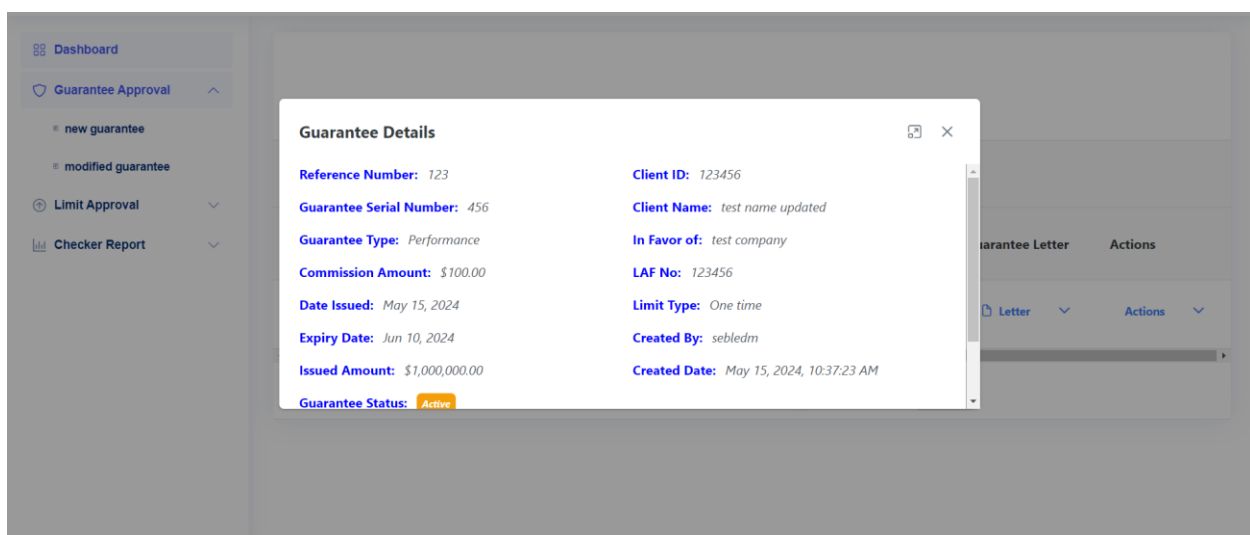 Dashboard
Guarantee Approval
new guarantee
modified guarantee
Limit Approval
Checker Report
Guarantee Details
Reference Number: 123
Client ID: 123456
Guarantee Serial Number: 456
Client Name: test name updated
Guarantee Type: Performance
In Favor of: test company
Commission Amount: $100.00
LAF No: 123456
Date Issued: May 15, 2024
Limit Type: One time
Expiry Date: Jun 10, 2024
Created By: sebledm
Issued Amount: $1,000,000.00
Created Date: May 15, 2024, 10:37:23 AM
Guarantee Status: Active
Letter Actions
Letter Actions